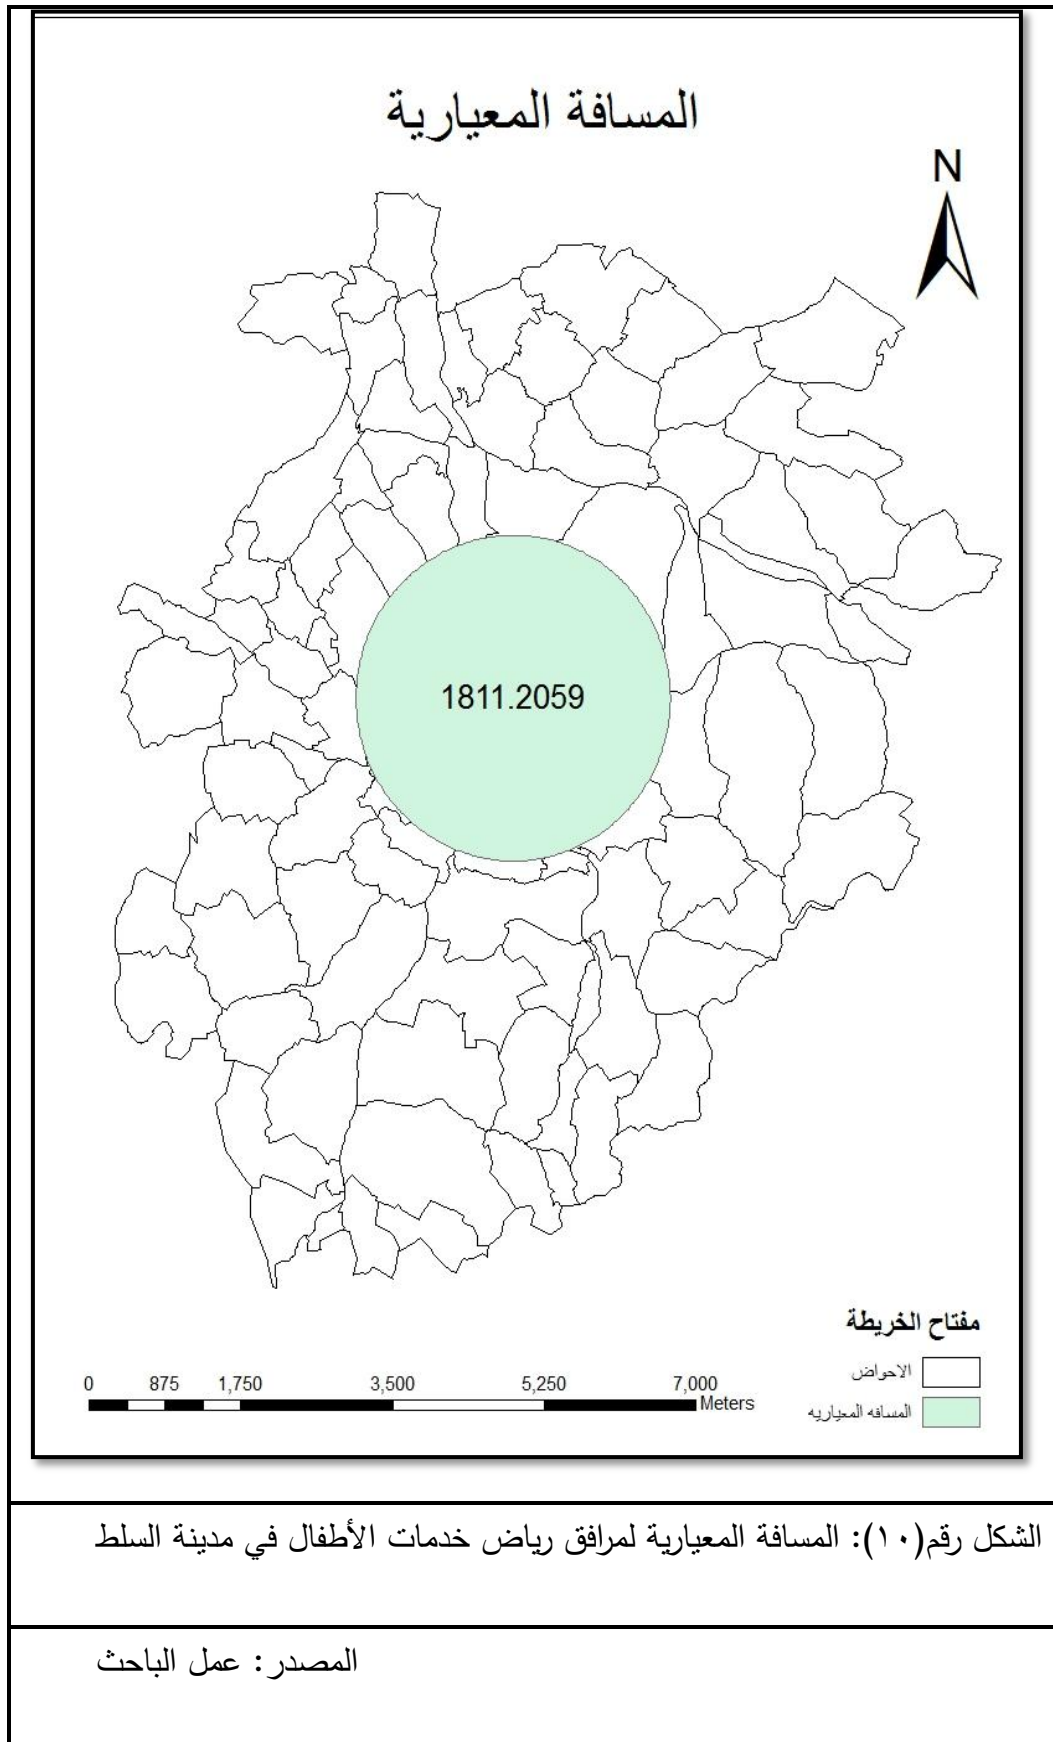 المسافة المعيارية
N
1811.2059
مفتاح الخريطة
الاحواض
المسافه المعياريه
0 875 1,750 3,500 5,250 7,000
Meters
الشكل رقم(١٠): المسافة المعيارية لمرافق رياض خدمات الأطفال في مدينة السلط
المصدر: عمل الباحث